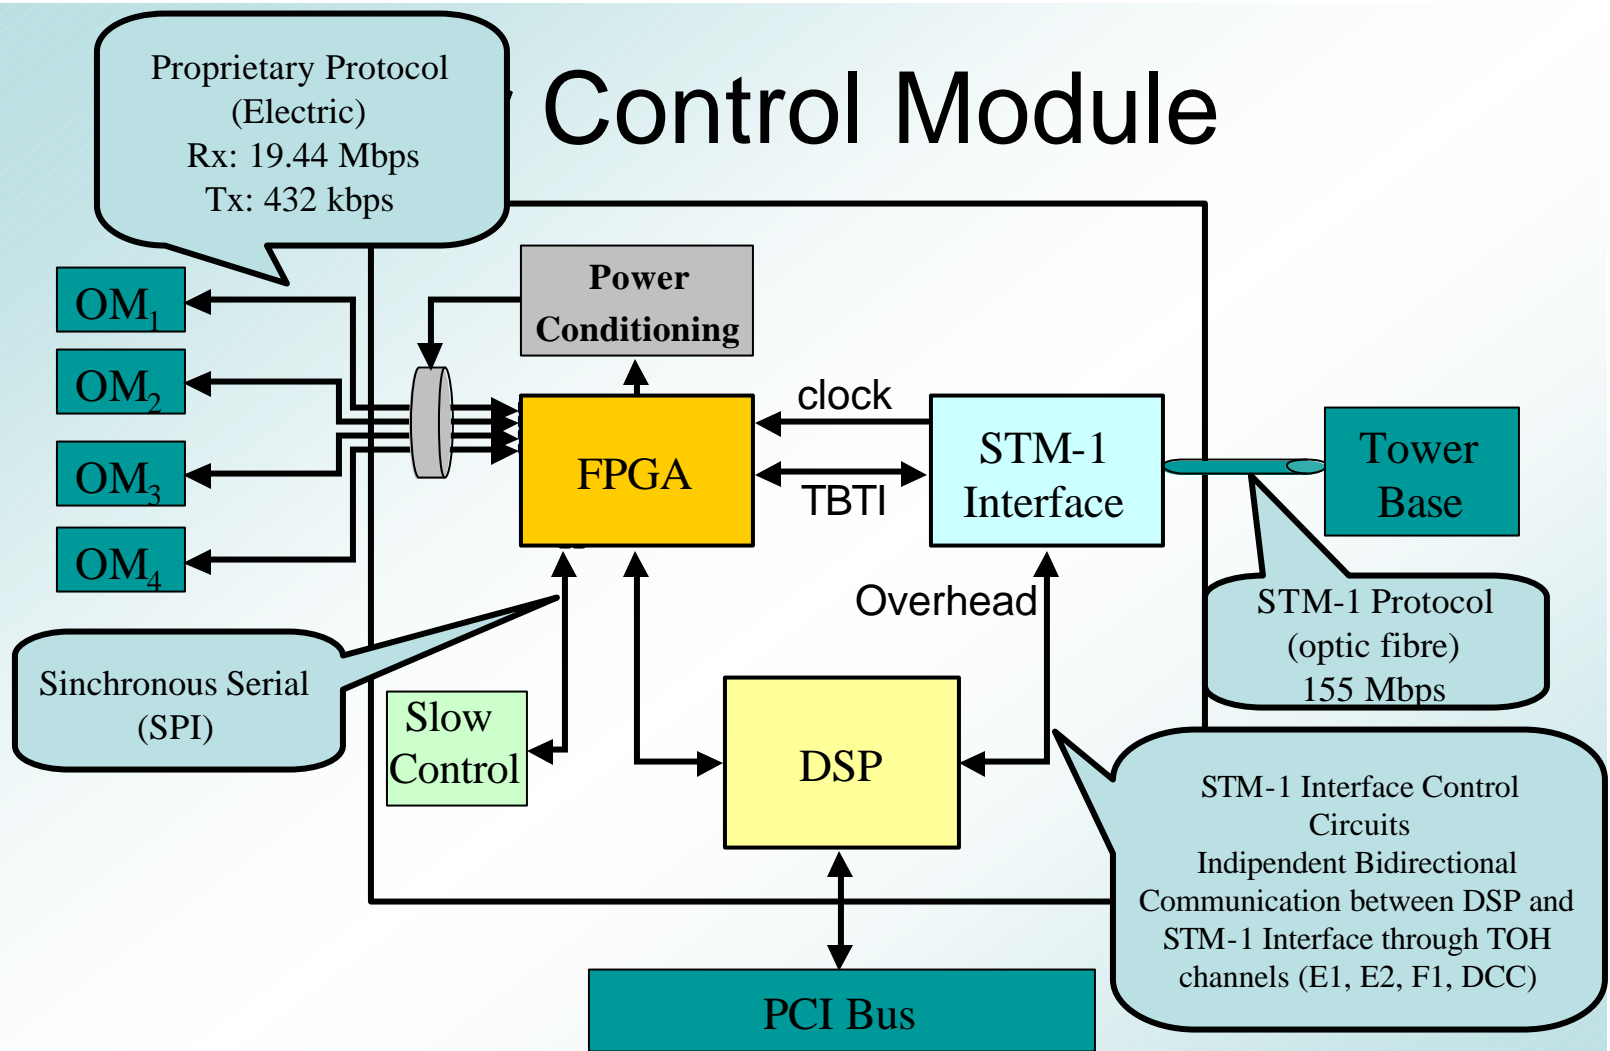 Control Module
Proprietary Protocol
(Electric)
Rx: 19.44 Mbps
Tx: 432 kbps
OM1
OM2
OM3
OM4
Power
Conditioning
FPGA
clock
TBTI
STM-1
Interface
Tower
Base
Overhead
STM-1 Protocol
(optic fibre)
155 Mbps
Sinchronous Serial
(SPI)
Slow
Control
DSP
STM-1 Interface Control
Circuits
Indipendent Bidirectional
Communication between DSP and
STM-1 Interface through TOH
channels (E1, E2, F1, DCC)
PCI Bus